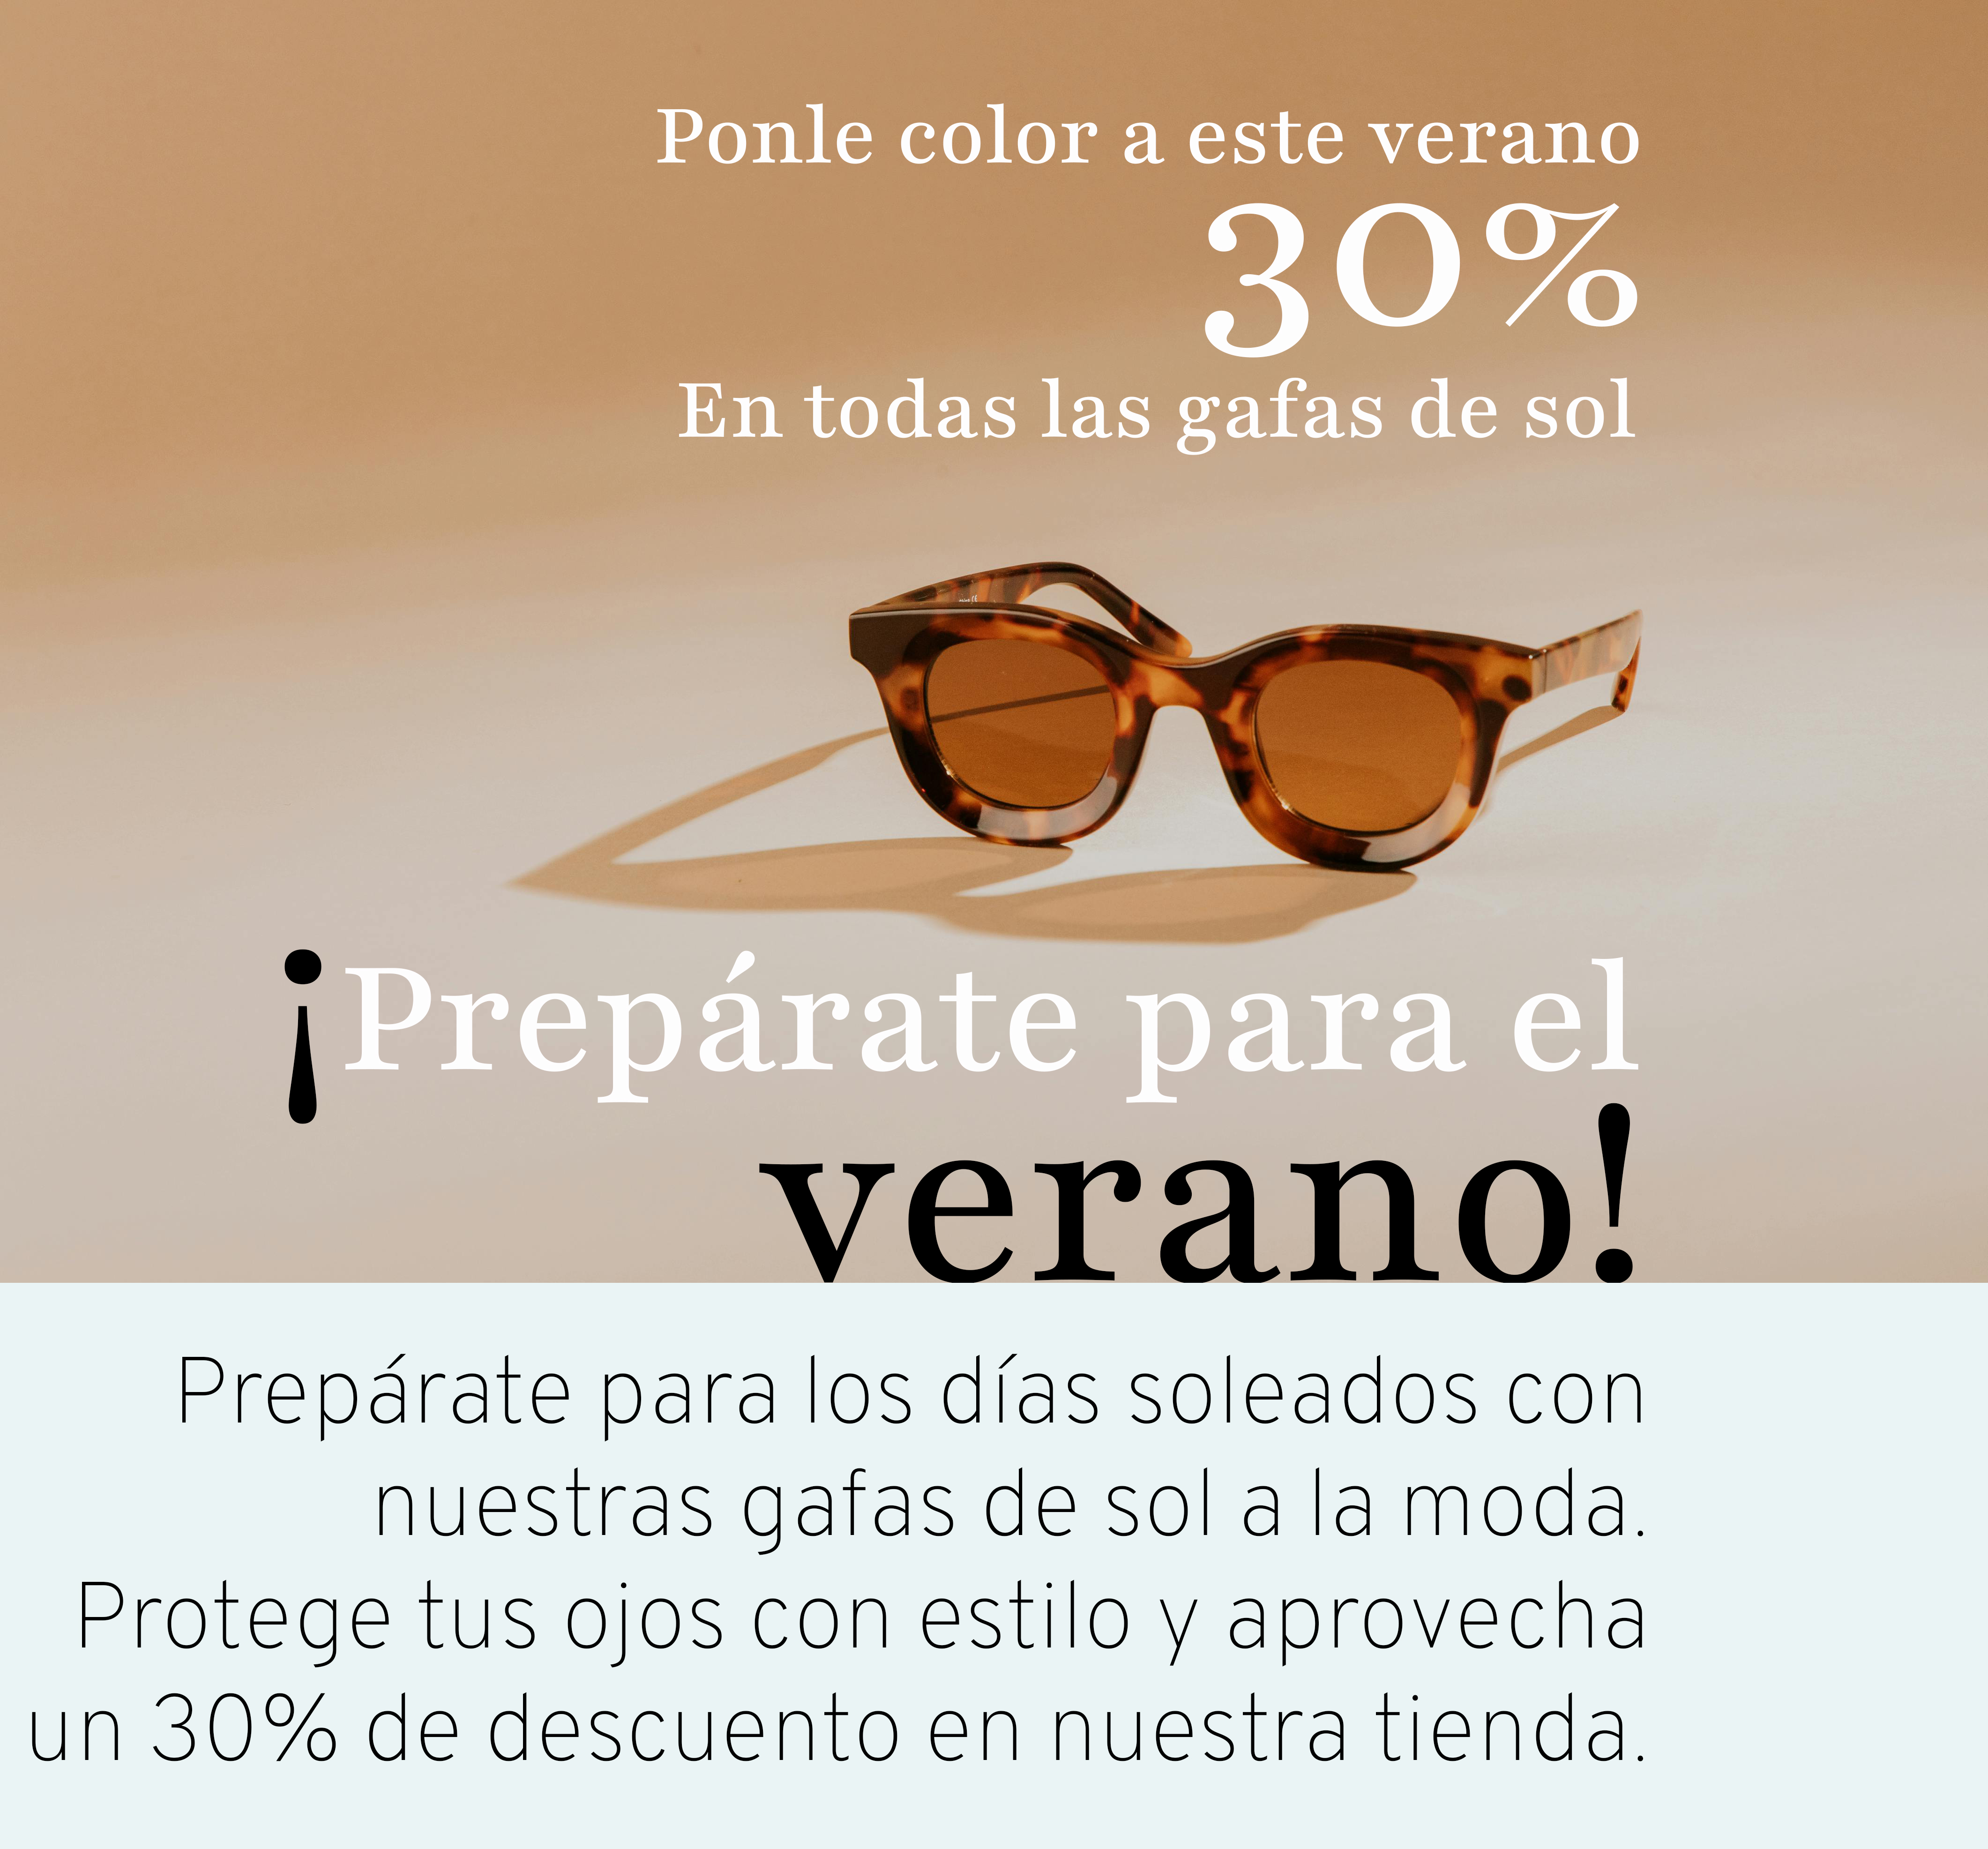 Ponle color a este verano
30%
En todas las gafas de sol
¡Prepárate para el
verano!
Prepárate para los días soleados con
nuestras gafas de sol a la moda.
Protege tus ojos con estilo y aprovecha
un 30% de descuento en nuestra tienda.